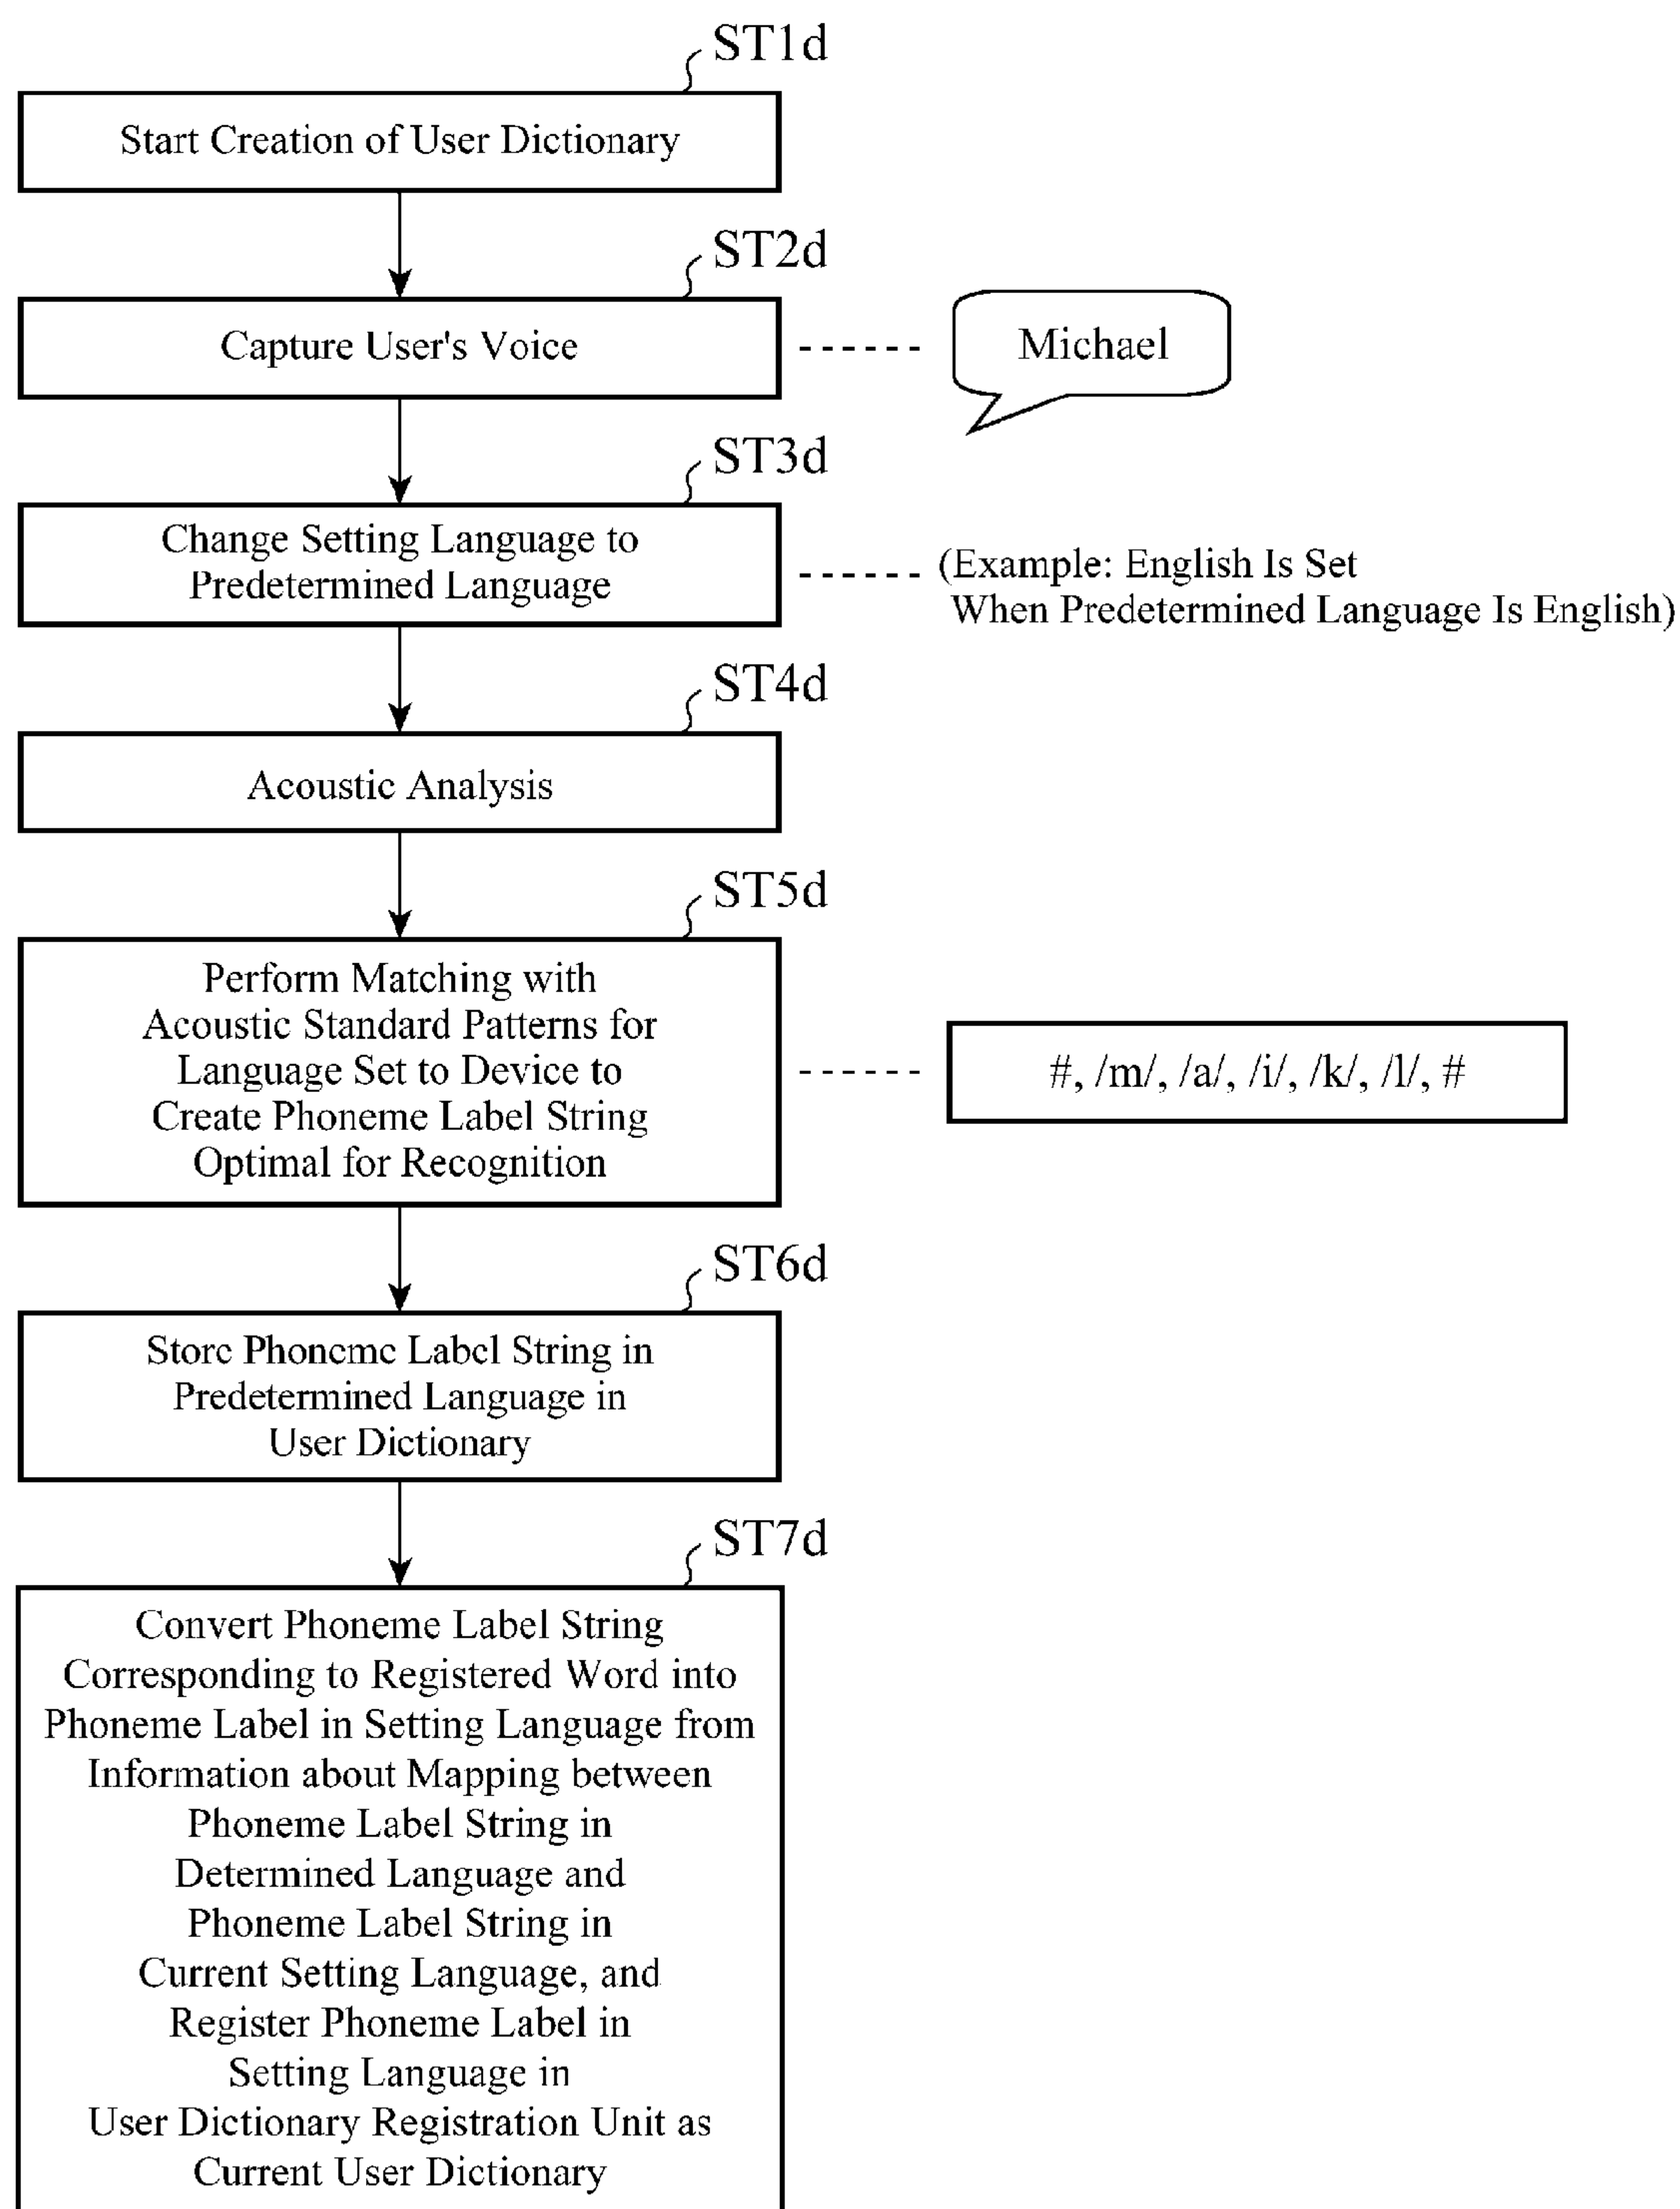 ST1d
Start Creation of User Dictionary
ST2d
Capture User's Voice
Michael
ST3d
Change Setting Language to
Predetermined Language
(Example: English Is Set
When Predetermined Language Is English)
ST4d
Acoustic Analysis
ST5d
Perform Matching with
Acoustic Standard Patterns for
Language Set to Device to
Create Phoneme Label String
Optimal for Recognition
#, /m/, /a/, /i/, /k/, /l/, #
ST6d
Store Phoneme Label String in
Predetermined Language in
User Dictionary
ST7d
Convert Phoneme Label String
Corresponding to Registered Word into
Phoneme Label in Setting Language from
Information about Mapping between
Phoneme Label String in
Determined Language and
Phoneme Label String in
Current Setting Language, and
Register Phoneme Label in
Setting Language in
User Dictionary Registration Unit as
Current User Dictionary